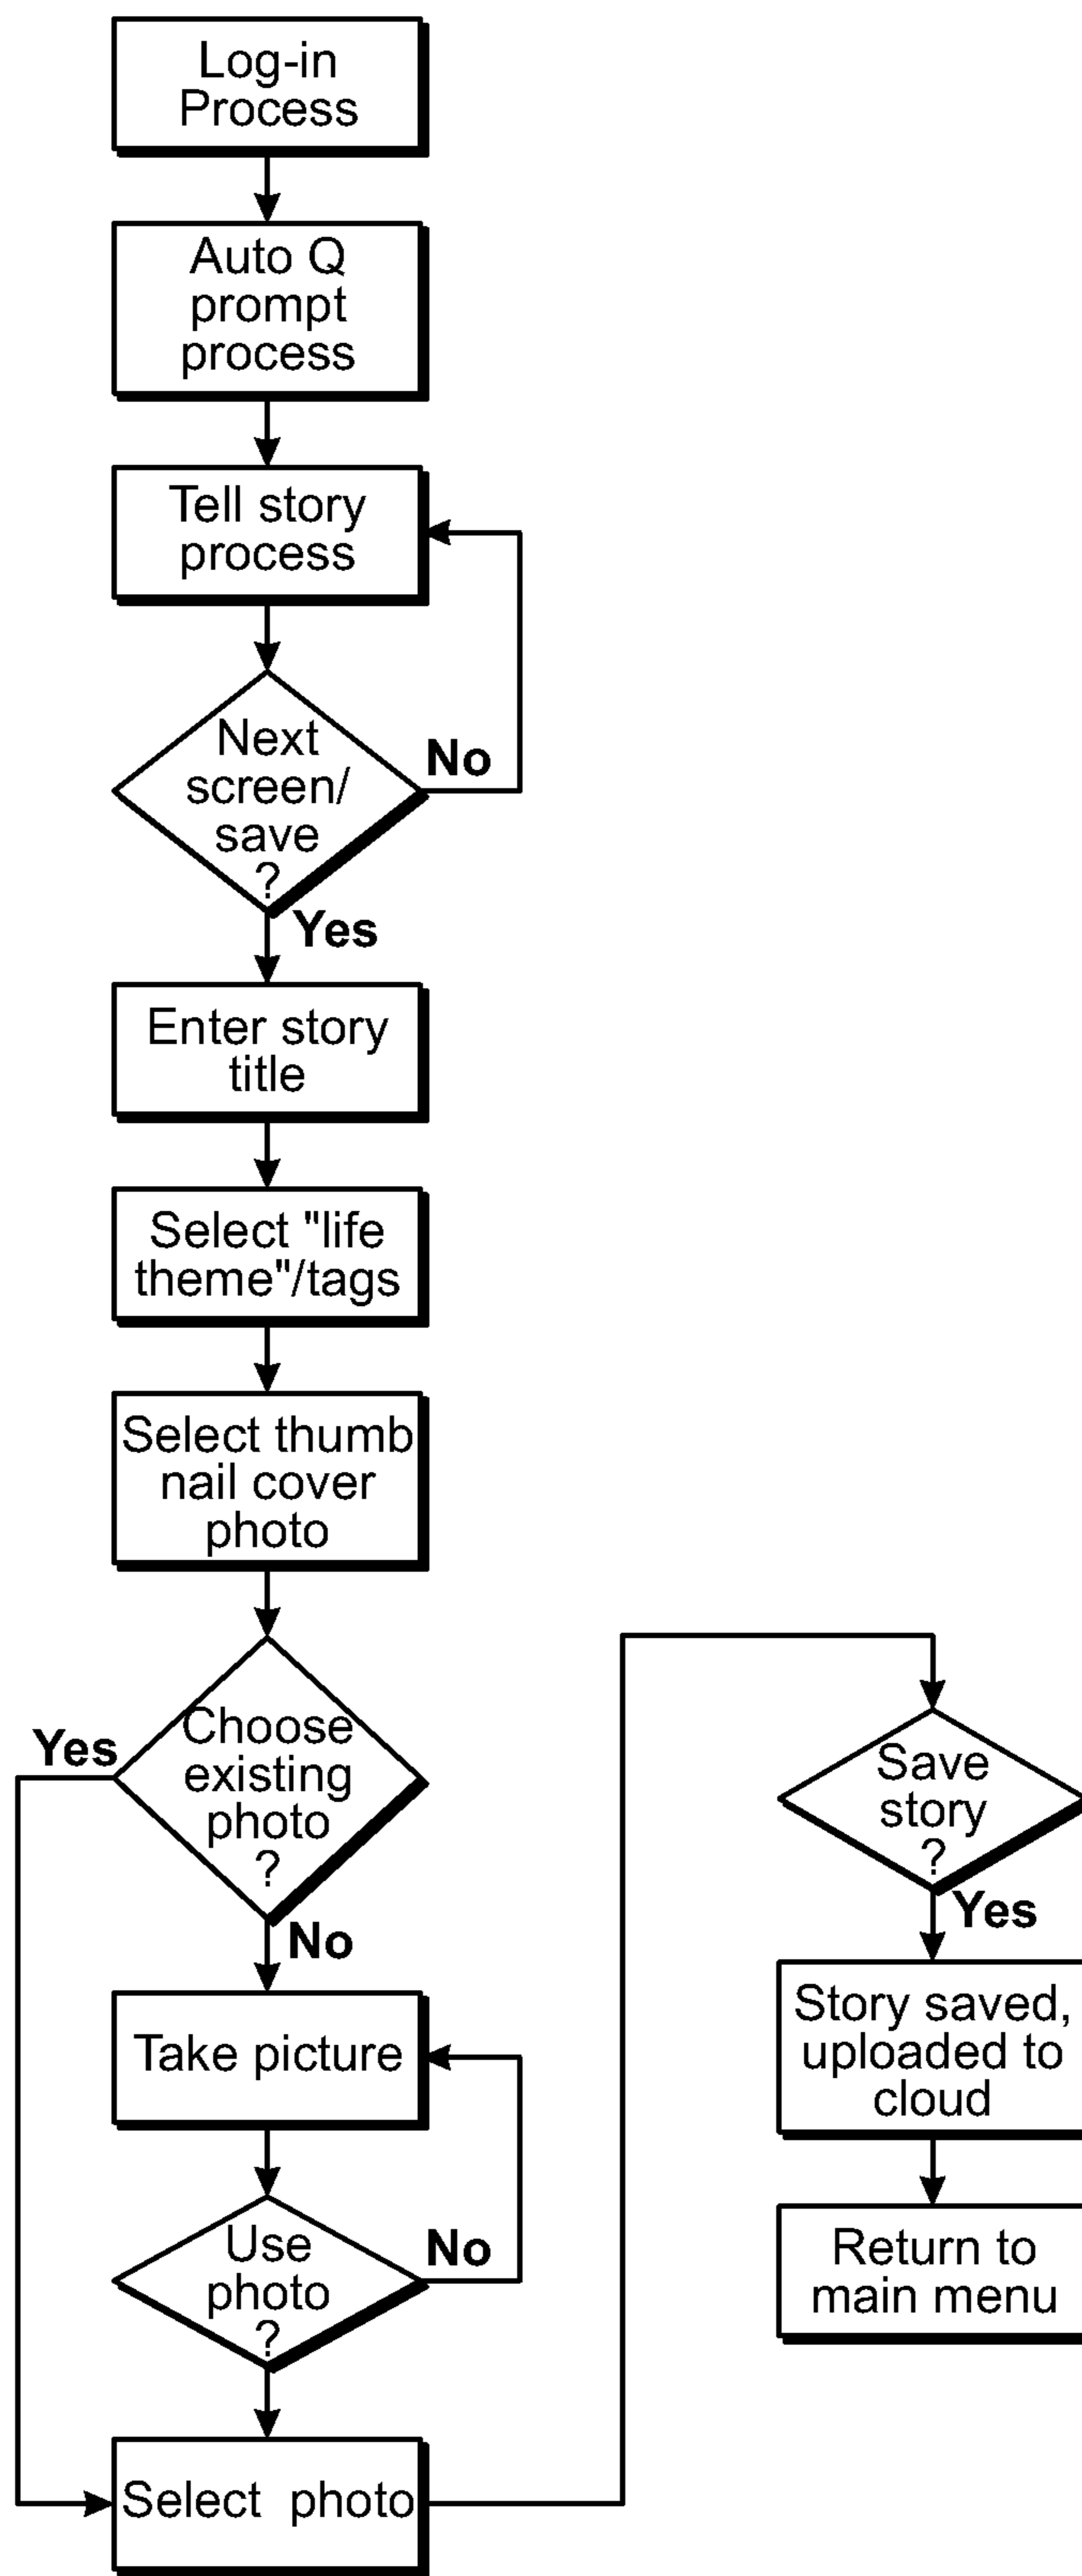 Log-in
Process
Auto Q
prompt
process
Tell story
process
Next
screen/
save
?
No
Yes
Enter story
title
Select "life
theme"/tags
Select thumb
nail cover
photo
Choose
existing
photo
?
Yes
No
Take picture
Use
photo
?
No
Select photo
Save
story
?
Yes
Story saved,
uploaded to
cloud
Return to
main menu